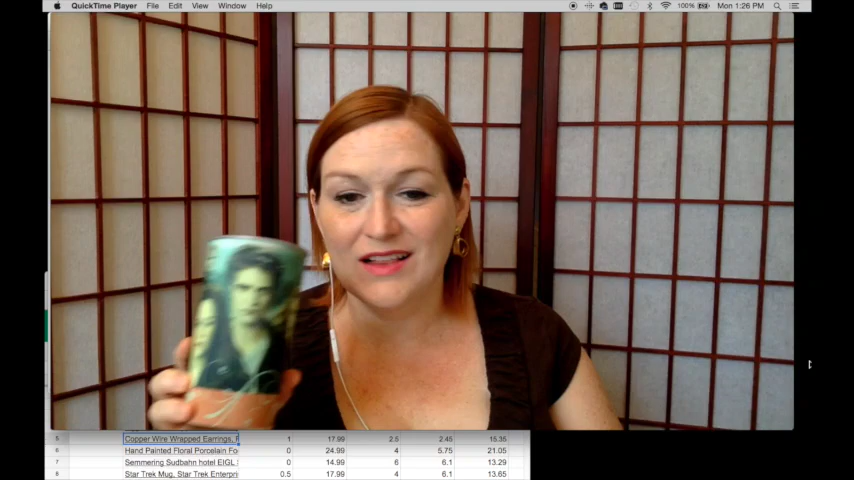 QuickTime Player File Edit View Window Help 100% Mon 1:26 PM
5 Copper Wire Wrapped Earrings, F 1 17.99 2.5 2.45 15.35
6 Hand Painted Floral Porcelain Fo 0 24.99 4 5.75 21.05
7 Semmering Sudbahn hotel EIGL 0 14.99 6 6.1 13.29
8 Star Trek Mug, Star Trek Enterpri 0.5 17.99 4 6.1 13.65